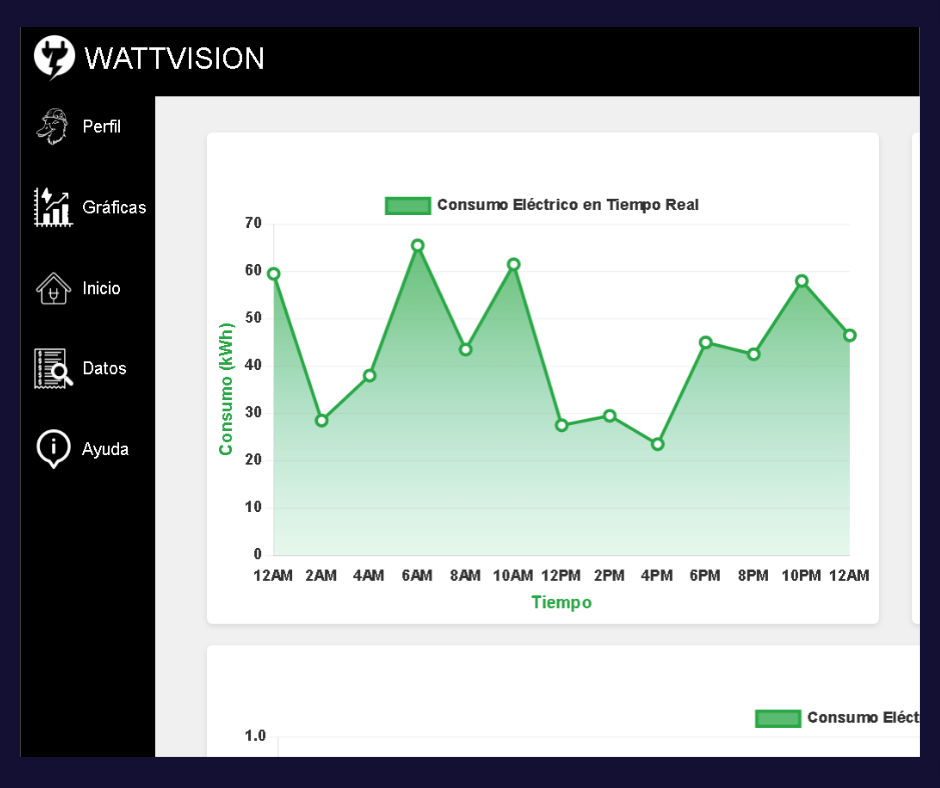 WATTVISION
Perfil
Gráficas
Inicio
Datos
Ayuda
Consumo Eléctrico en Tiempo Real
70
60
50
40
30
20
10
0
Consumo (kWh)
12AM 2AM 4AM 6AM 8AM 10AM 12PM 2PM 4PM 6PM 8PM 10PM 12AM
Tiempo
Consumo Eléct
1.0